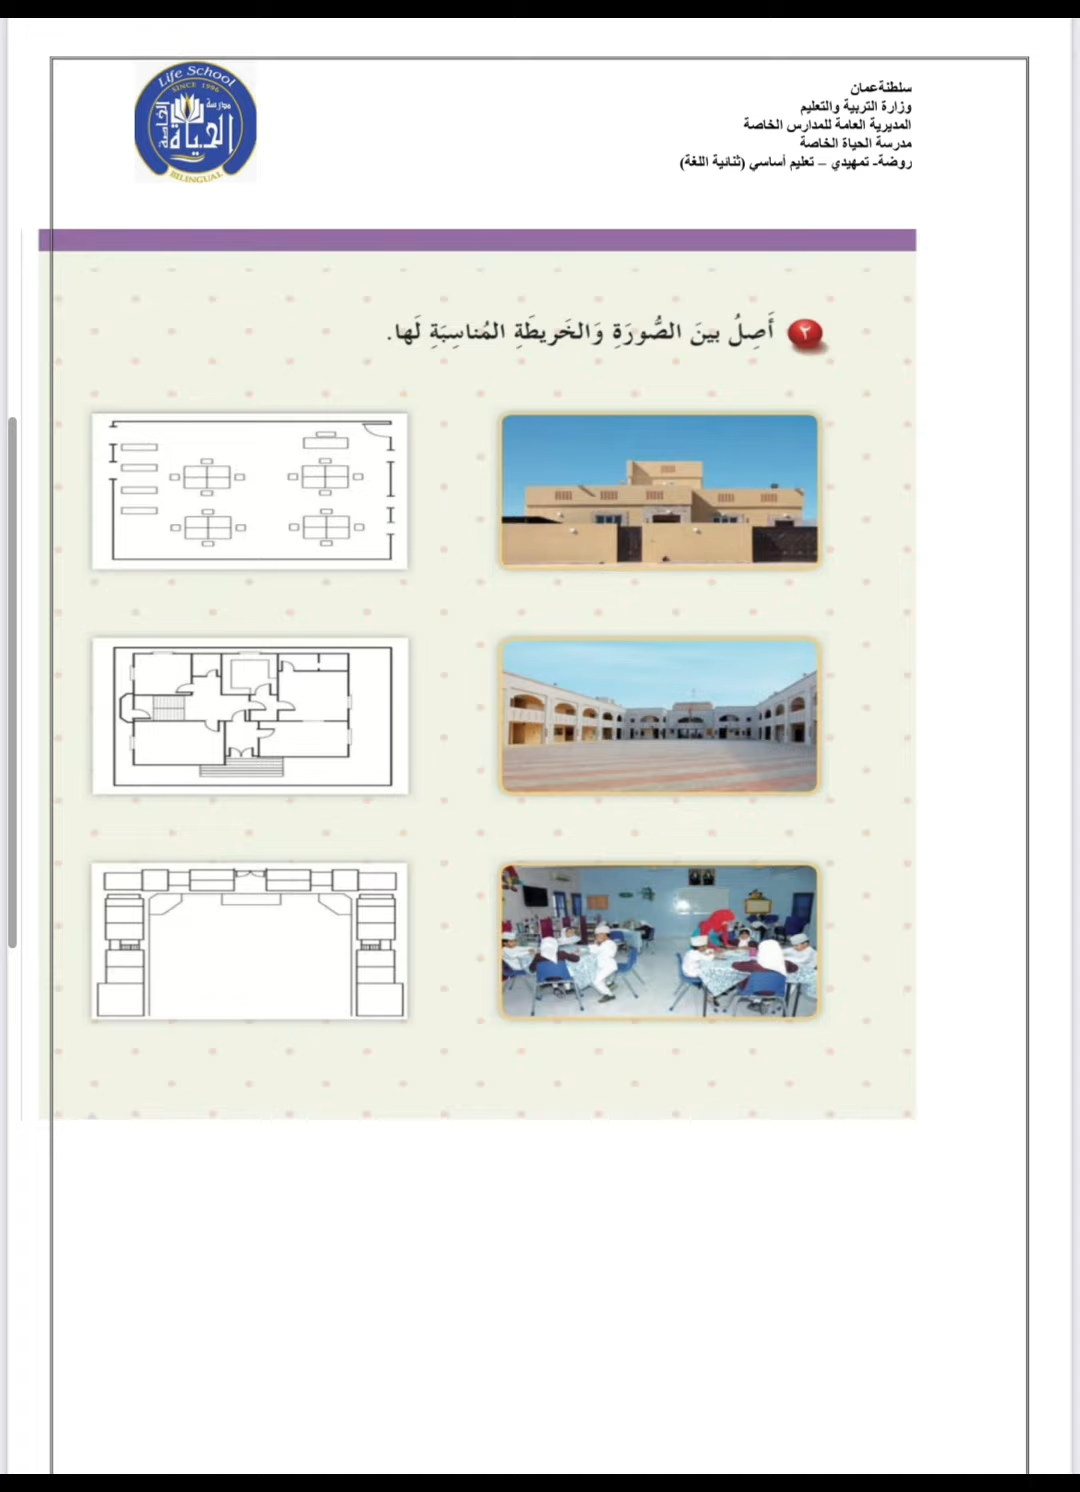 سلطنة عمان
وزارة التربية والتعليم
المديرية العامة للمدارس الخاصة
مدرسة الحياة الخاصة
روضة- تمهيدي – تعليم أساسي (ثنائية اللغة)
Life School
SINCE 1996
مدرسة
الحياة
الخاصة
BILINGUAL
٢ أَصِلُ بينَ الصُّورَةِ وَالخَريطَةِ المُناسِبَةِ لَها.